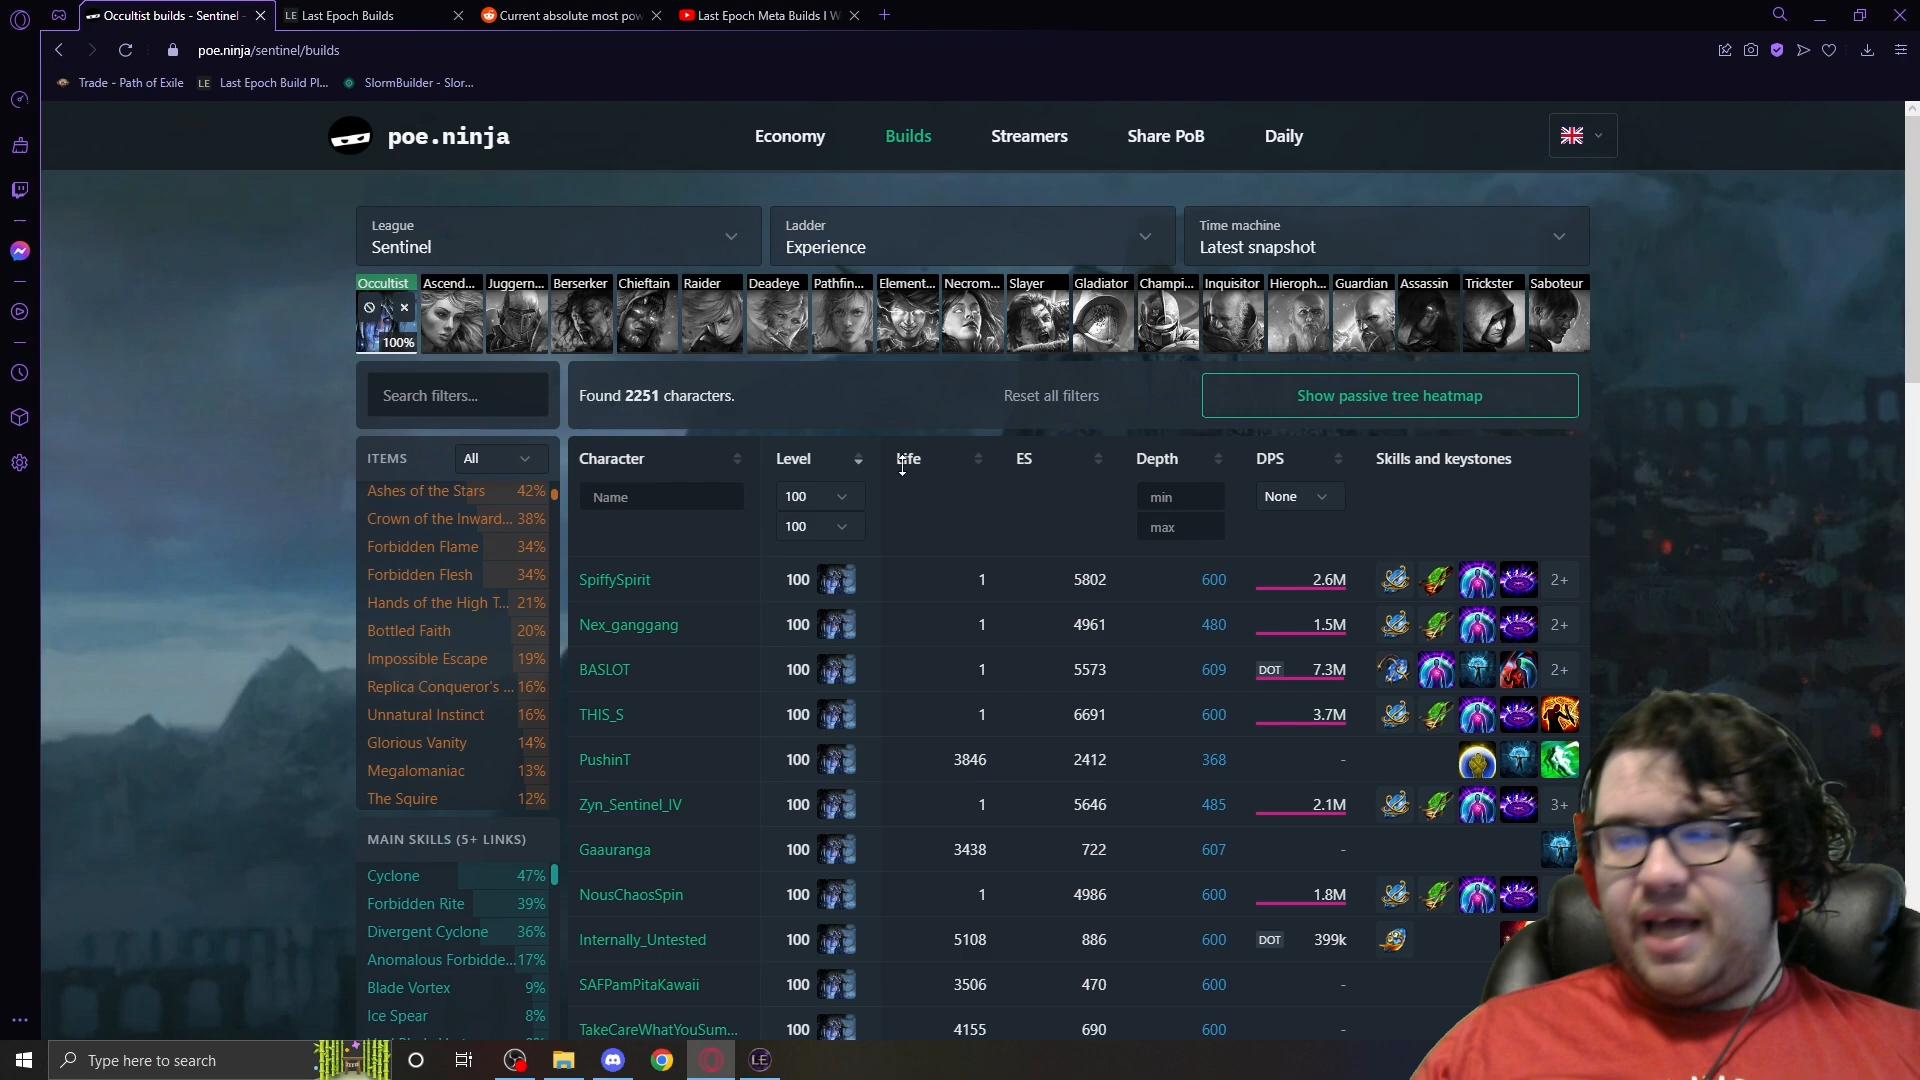 Occultist builds - Sentinel -
Last Epoch Builds
Current absolute most pow
Last Epoch Meta Builds I W
poe.ninja/sentinel/builds
Trade - Path of Exile
LE
Last Epoch Build Pl...
SlormBuilder - Slor...
poe.ninja
Economy
Builds
Streamers
Share PoB
Daily
League
Sentinel
Ladder
Experience
Time machine
Latest snapshot
Occultist
Ascend...
Juggern...
Berserker
Chieftain
Raider
Deadeye
Pathfin...
Element...
Necrom...
Slayer
Gladiator
Champi...
Inquisitor
Hieroph...
Guardian
Assassin
Trickster
Saboteur
100%
Search filters...
Found 2251 characters.
Reset all filters
Show passive tree heatmap
ITEMS
All
Ashes of the Stars 42%
Crown of the Inward... 38%
Forbidden Flame 34%
Forbidden Flesh 34%
Hands of the High T... 21%
Bottled Faith 20%
Impossible Escape 19%
Replica Conqueror's ... 16%
Unnatural Instinct 16%
Glorious Vanity 14%
Megalomaniac 13%
The Squire 12%
MAIN SKILLS (5+ LINKS)
Cyclone 47%
Forbidden Rite 39%
Divergent Cyclone 36%
Anomalous Forbidde... 17%
Blade Vortex 9%
Ice Spear 8%
Character Level Life ES Depth DPS Skills and keystones
Name 100 min None
100 max
SpiffySpirit 100 1 5802 600 2.6M 2+
Nex_ganggang 100 1 4961 480 1.5M 2+
BASLOT 100 1 5573 609 DOT 7.3M 2+
THIS_S 100 1 6691 600 3.7M
PushinT 100 3846 2412 368 -
Zyn_Sentinel_IV 100 1 5646 485 2.1M 3+
Gaauranga 100 3438 722 607 -
NousChaosSpin 100 1 4986 600 1.8M
Internally_Untested 100 5108 886 600 DOT 399k
SAFPamPitaKawaii 100 3506 470 600 -
TakeCareWhatYouSum... 100 4155 690 600 -
Type here to search
LE